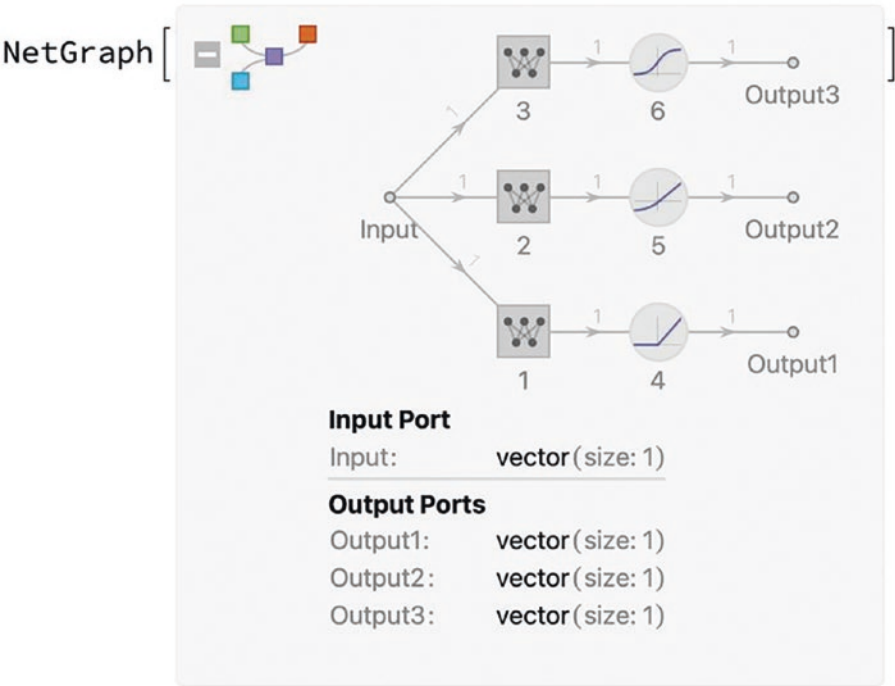 NetGraph[ ]
1 1 1
3 6 Output3
1 1 1
Input 2 5 Output2
1 1 1
1 4 Output1
Input Port
Input: vector(size: 1)
Output Ports
Output1: vector(size: 1)
Output2: vector(size: 1)
Output3: vector(size: 1)